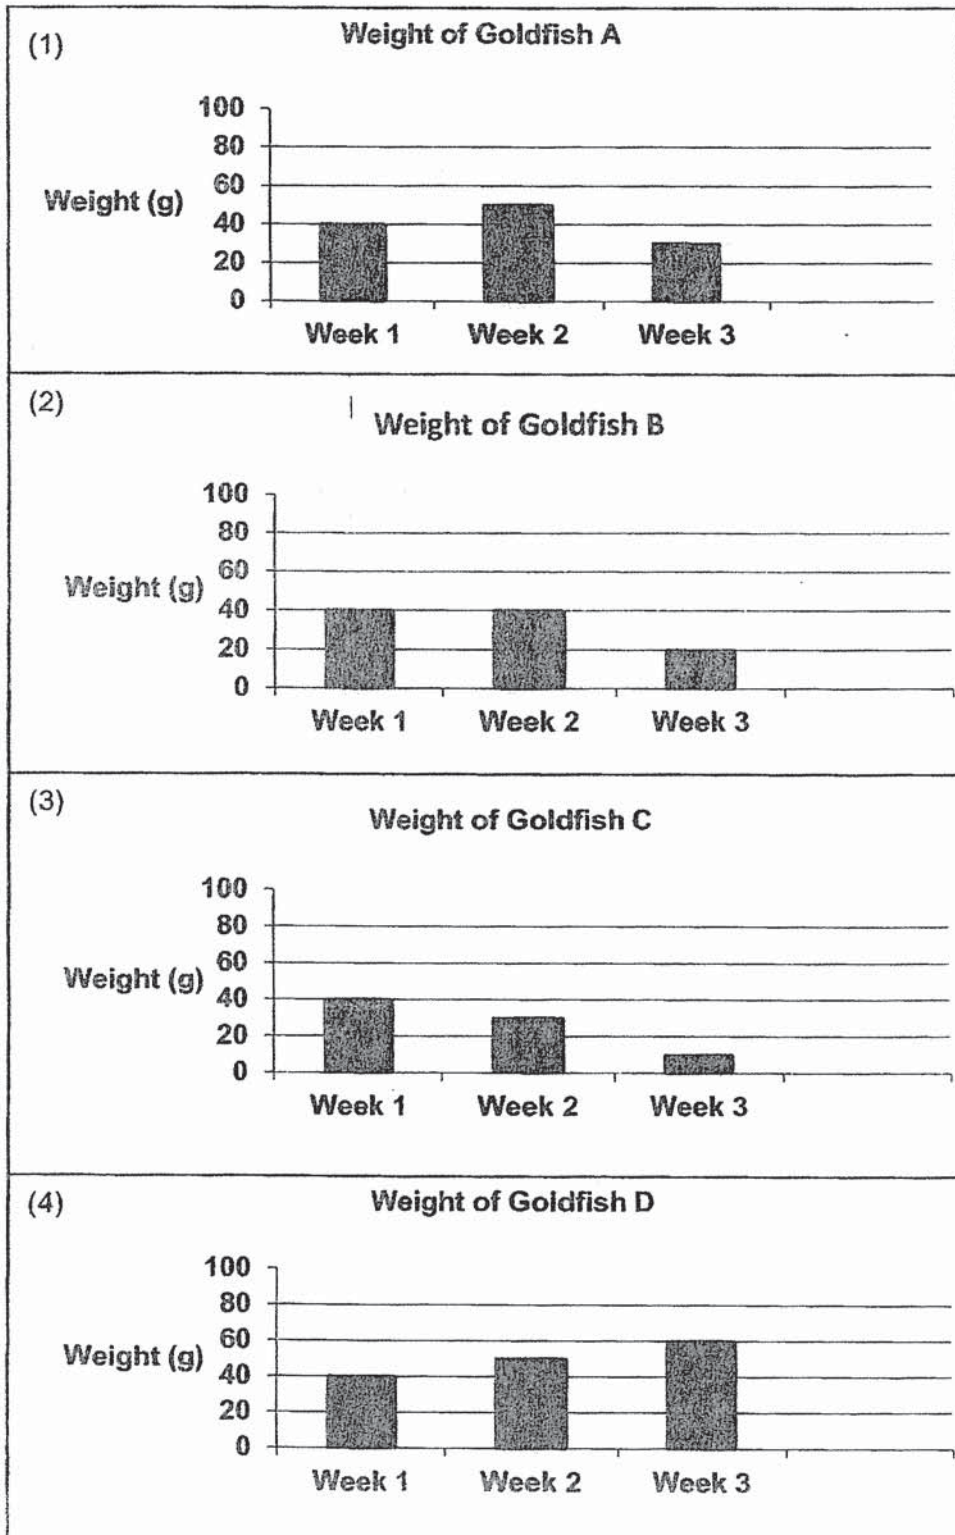 (1)
Weight of Goldfish A
100
80
Weight (g) 60
40
20
0
Week 1 Week 2 Week 3
(2)
Weight of Goldfish B
100
80
Weight (g) 60
40
20
0
Week 1 Week 2 Week 3
(3)
Weight of Goldfish C
100
80
60
Weight (g)
40
20
0
Week 1 Week 2 Week 3
(4)
Weight of Goldfish D
100
80
60
Weight (g)
40
20
0
Week 1 Week 2 Week 3